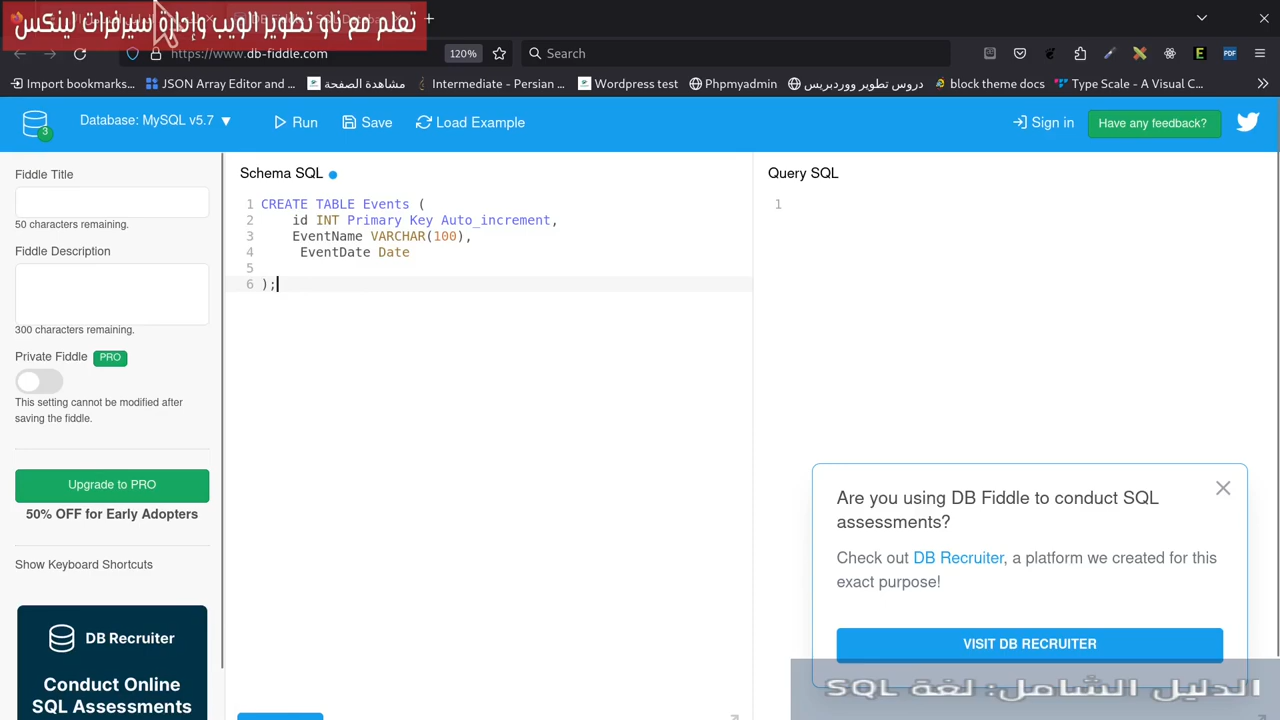 تعلم مع ناو تطوير الويب وإدارة سيرفرات لينكس
https://www.db-fiddle.com
120%
Search
Import bookmarks...
JSON Array Editor and ...
مشاهدة الصفحة
Intermediate - Persian ...
Wordpress test
Phpmyadmin
دروس تطوير ووردبريس
block theme docs
Type Scale - A Visual C...
3
Database: MySQL v5.7 ▼
Run
Save
Load Example
Sign in
Have any feedback?
Fiddle Title
50 characters remaining.
Fiddle Description
300 characters remaining.
Private Fiddle PRO
This setting cannot be modified after
saving the fiddle.
Upgrade to PRO
50% OFF for Early Adopters
Show Keyboard Shortcuts
DB Recruiter
Conduct Online
SQL Assessments
Schema SQL
1 CREATE TABLE Events (
2 id INT Primary Key Auto_increment,
3 EventName VARCHAR(100),
4 EventDate Date
5
6 );
Query SQL
1
Are you using DB Fiddle to conduct SQL
assessments?
Check out DB Recruiter, a platform we created for this
exact purpose!
VISIT DB RECRUITER
الدليل الشامل: لغة SQL